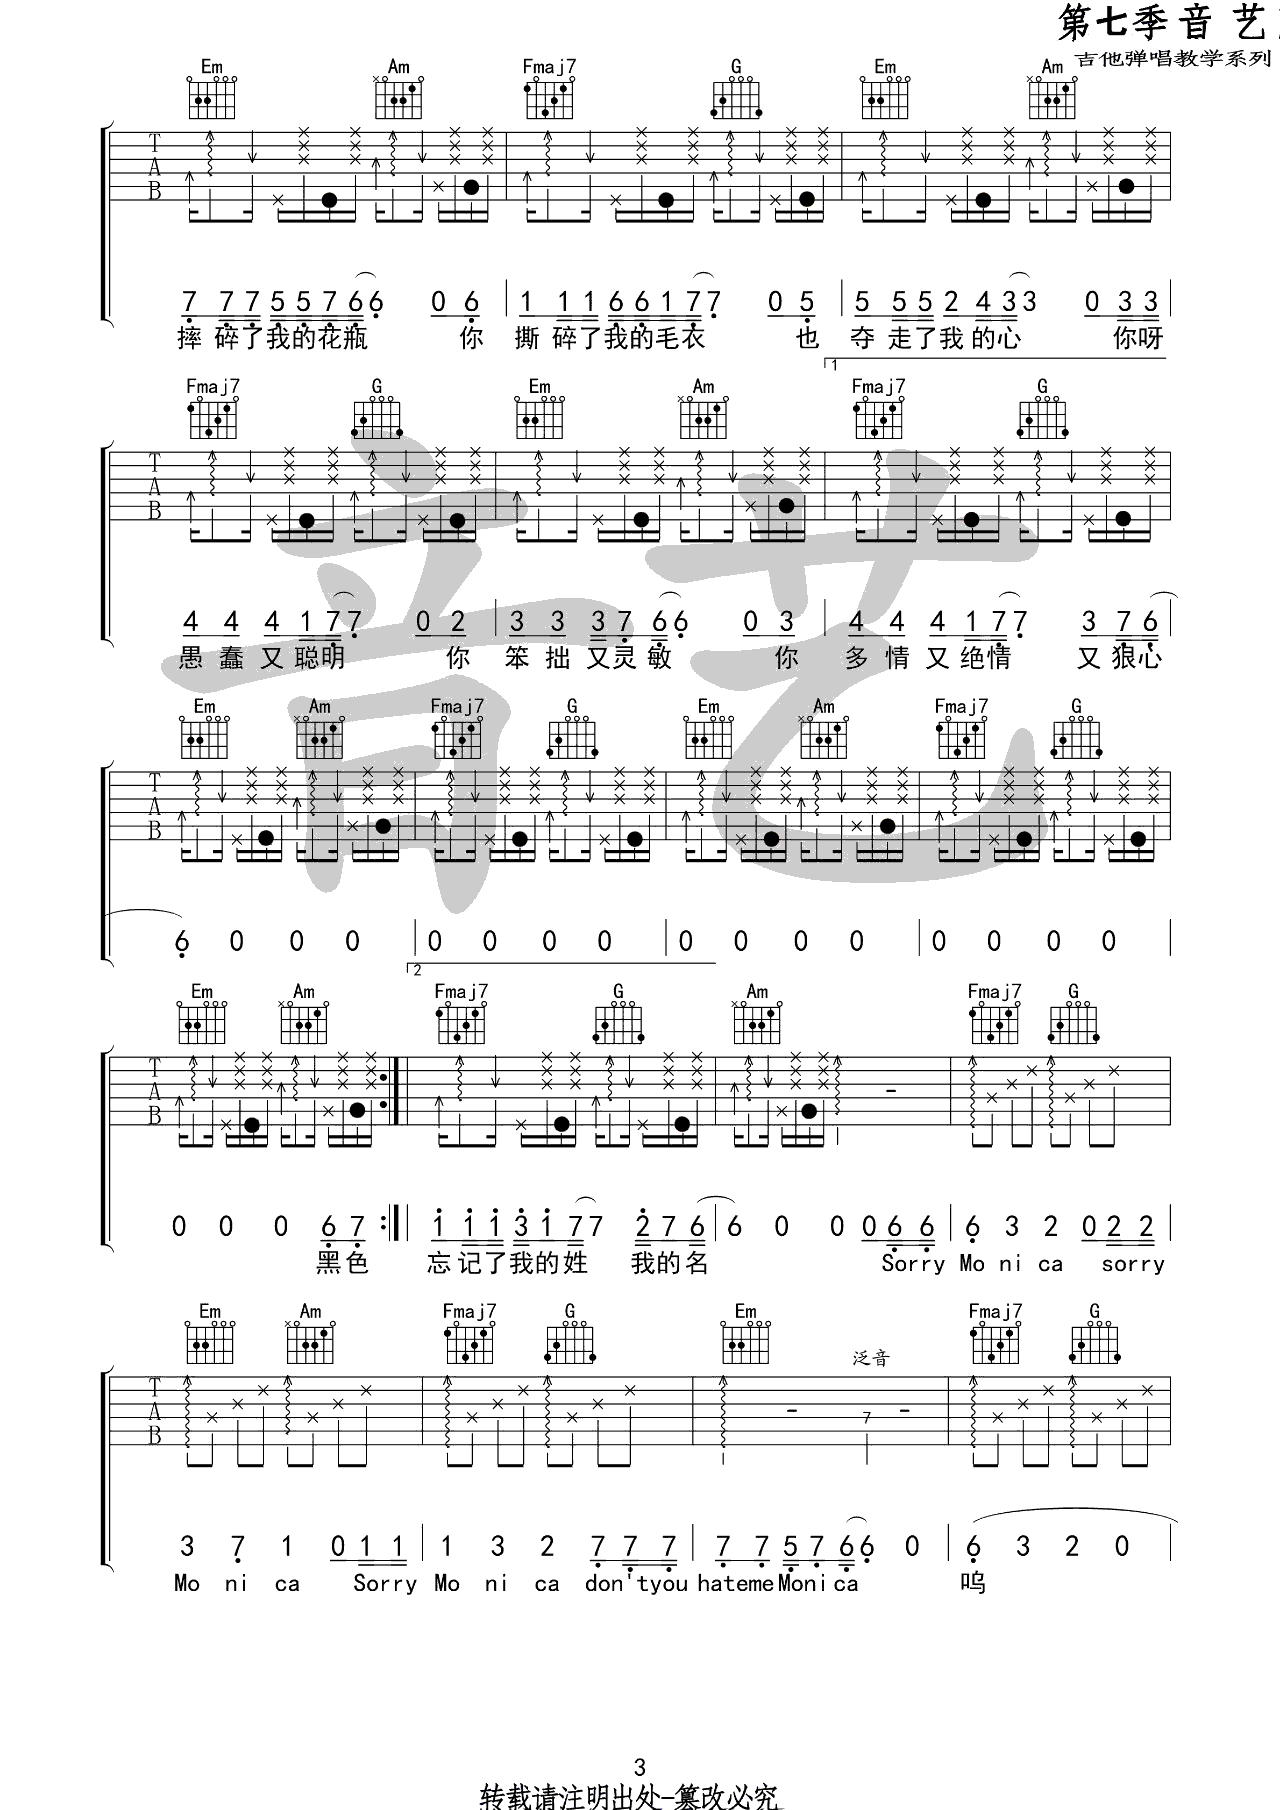 第七季音艺
吉他弹唱教学系列
Em Am Fmaj7 G Em Am
T
A
B
7 7 7 5 5 7 6 6 0 6 1 1 1 6 6 1 7 7 0 5 5 5 5 2 4 3 3 0 3 3
摔 碎了我的花瓶 你 撕 碎了我的毛衣 也 夺 走了我 的心 你呀
1
Fmaj7 G Em Am Fmaj7 G
T
A
B
4 4 4 1 7 7 0 2 3 3 3 7 6 6 0 3 4 4 4 1 7 7 3 7 6
愚 蠢 又 聪明 你 笨 拙 又灵 敏 你 多 情 又 绝情 又 狠心
音艺
Em Am Fmaj7 G Em Am Fmaj7 G
T
A
B
6 0 0 0 0 0 0 0 0 0 0 0 0 0 0 0
2
Em Am Fmaj7 G Am Fmaj7 G
T
A
B
0 0 0 6 7 1 1 1 3 1 7 7 2 7 6 6 0 0 0 6 6 6 3 2 0 2 2
黑色 忘 记了我的姓 我的名 Sorry Mo ni ca sorry
Em Am Fmaj7 G Em Fmaj7 G
泛音
T
A
B
7
3 7 1 0 1 1 1 3 2 7 7 7 7 7 5 7 6 6 0 6 3 2 0
Mo ni ca Sorry Mo ni ca don'tyou hateme Monica 呜
3
转载请注明出处-篡改必究